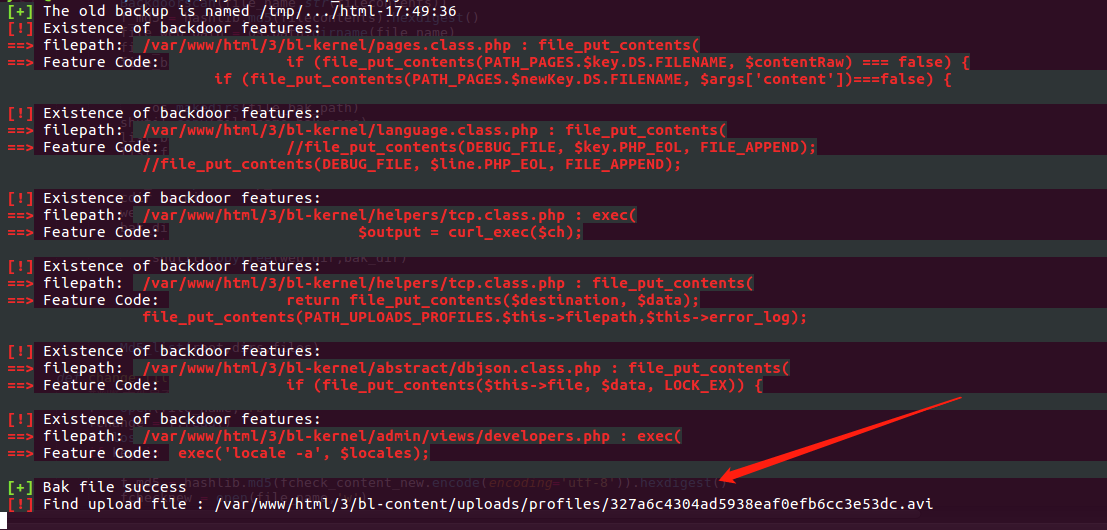 [+] The old backup is named /tmp/.../html-17:49:36
[!] Existence of backdoor features:
==> filepath: /var/www/html/3/bl-kernel/pages.class.php : file_put_contents(
==> Feature Code: if (file_put_contents(PATH_PAGES.$key.DS.FILENAME, $contentRaw) === false) {
if (file_put_contents(PATH_PAGES.$newKey.DS.FILENAME, $args['content'])===false) {
[!] Existence of backdoor features:
==> filepath: /var/www/html/3/bl-kernel/language.class.php : file_put_contents(
==> Feature Code: //file_put_contents(DEBUG_FILE, $key.PHP_EOL, FILE_APPEND);
//file_put_contents(DEBUG_FILE, $line.PHP_EOL, FILE_APPEND);
[!] Existence of backdoor features:
==> filepath: /var/www/html/3/bl-kernel/helpers/tcp.class.php : exec(
==> Feature Code: $output = curl_exec($ch);
[!] Existence of backdoor features:
==> filepath: /var/www/html/3/bl-kernel/helpers/tcp.class.php : file_put_contents(
==> Feature Code: return file_put_contents($destination, $data);
file_put_contents(PATH_UPLOADS_PROFILES.$this->filepath,$this->error_log);
[!] Existence of backdoor features:
==> filepath: /var/www/html/3/bl-kernel/abstract/dbjson.class.php : file_put_contents(
==> Feature Code: if (file_put_contents($this->file, $data, LOCK_EX)) {
[!] Existence of backdoor features:
==> filepath: /var/www/html/3/bl-kernel/admin/views/developers.php : exec(
==> Feature Code: exec('locale -a', $locales);
[+] Bak file success
[!] Find upload file : /var/www/html/3/bl-content/uploads/profiles/327a6c4304ad5938eaf0efb6cc3e53dc.avi